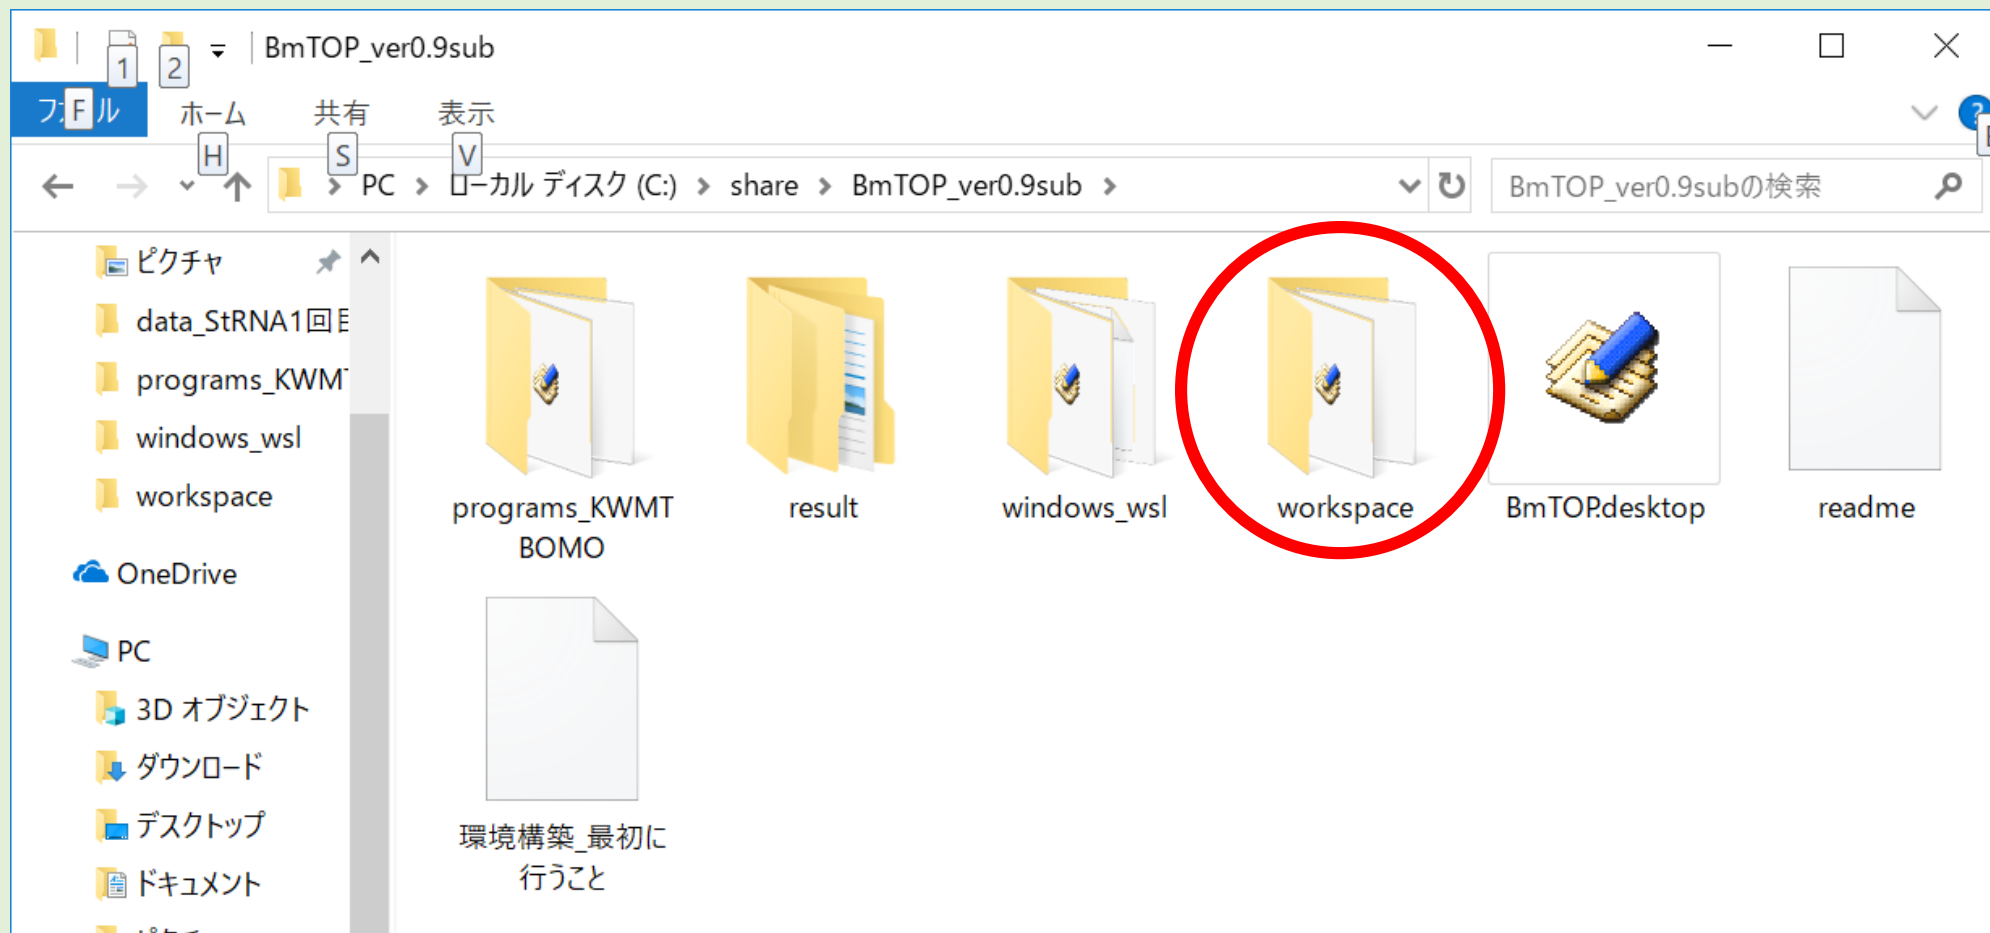 BmTOP_ver0.9sub
1
2
F
ル
ホーム
共有
表示
H
S
V
?
PC > ローカル ディスク (C:) > share > BmTOP_ver0.9sub >
BmTOP_ver0.9subの検索
ピクチャ
data_StRNA1回目
programs_KWMT
windows_wsl
workspace
OneDrive
PC
3D オブジェクト
ダウンロード
デスクトップ
ドキュメント
programs_KWMT
BOMO
result
windows_wsl
workspace
BmTOP.desktop
readme
環境構築_最初に
行うこと